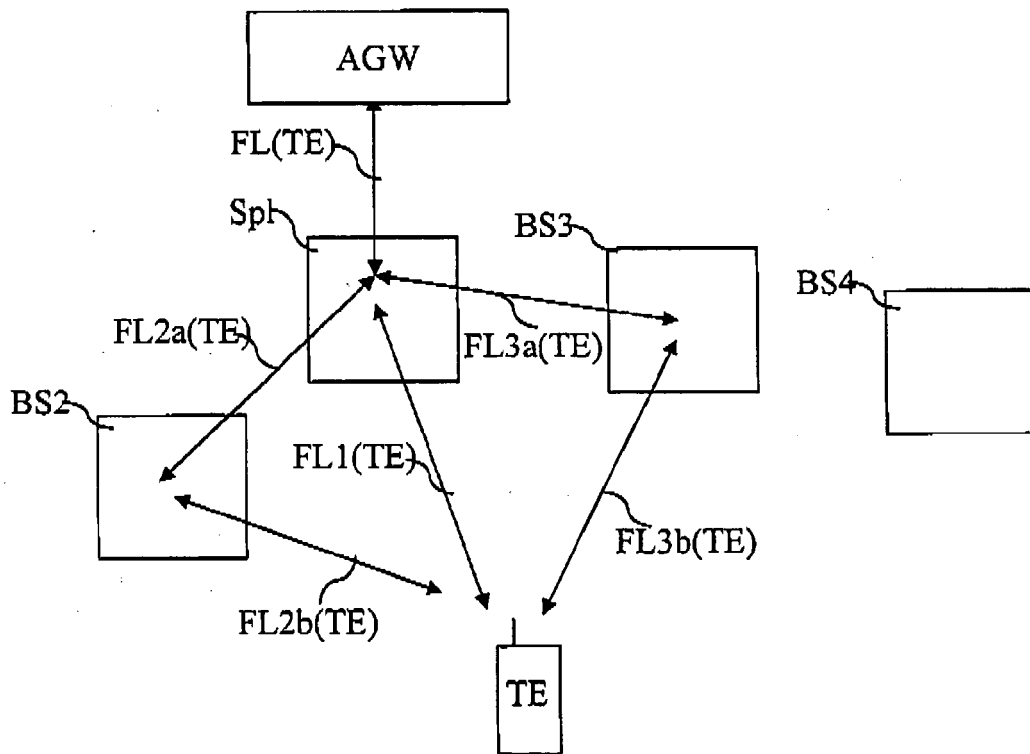 AGW
FL(TE)
Spl
BS3
BS4
FL2a(TE)
FL3a(TE)
BS2
FL1(TE)
FL3b(TE)
FL2b(TE)
TE